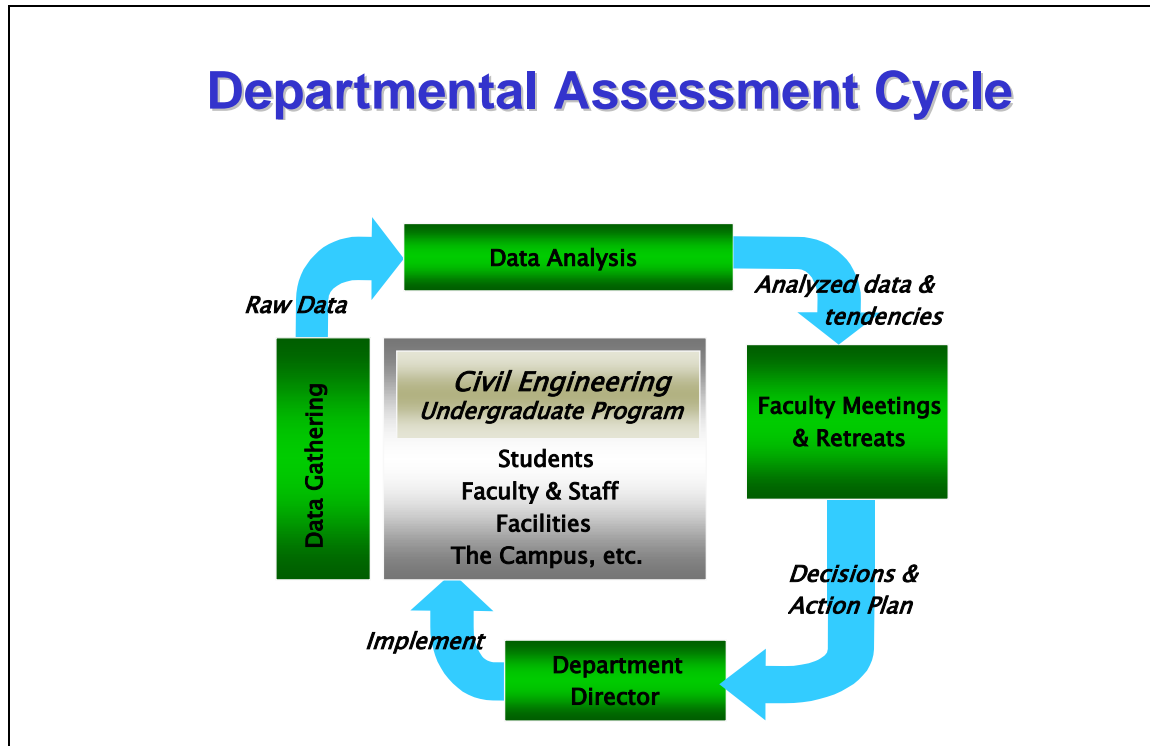 Departmental Assessment Cycle
Data Analysis
Raw Data
Analyzed data &
tendencies
Data Gathering
Civil Engineering
Undergraduate Program
Students
Faculty & Staff
Facilities
The Campus, etc.
Faculty Meetings
& Retreats
Decisions &
Action Plan
Implement
Department
Director